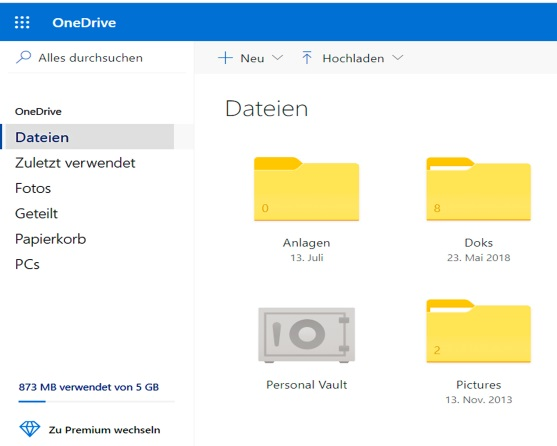 OneDrive
Alles durchsuchen
Neu
Hochladen
OneDrive
Dateien
Zuletzt verwendet
Fotos
Geteilt
Papierkorb
PCs
873 MB verwendet von 5 GB
Zu Premium wechseln
Dateien
0
8
Anlagen
Doks
13. Juli
23. Mai 2018
2
Personal Vault
Pictures
13. Nov. 2013